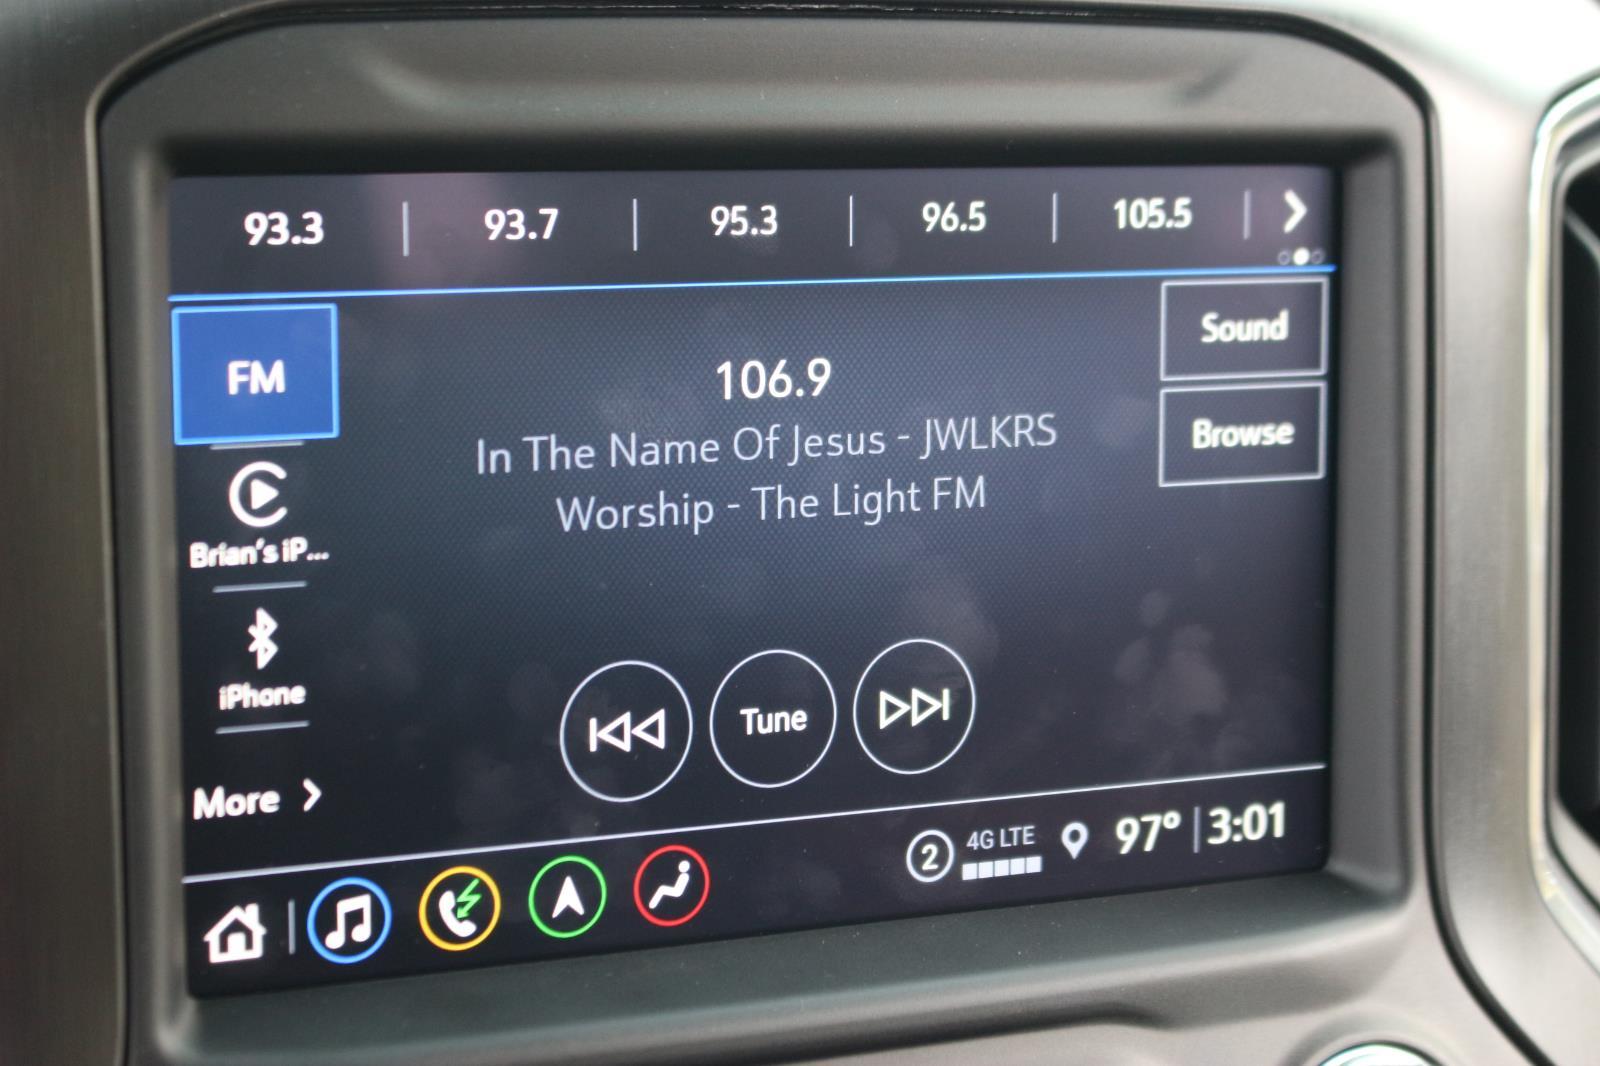 93.3 | 93.7 | 95.3 | 96.5 | 105.5
FM
106.9
In The Name Of Jesus - JWLKRS
Worship - The Light FM
Sound
Browse
Brian's iP...
iPhone
More
Tune
2 4G LTE 97° | 3:01